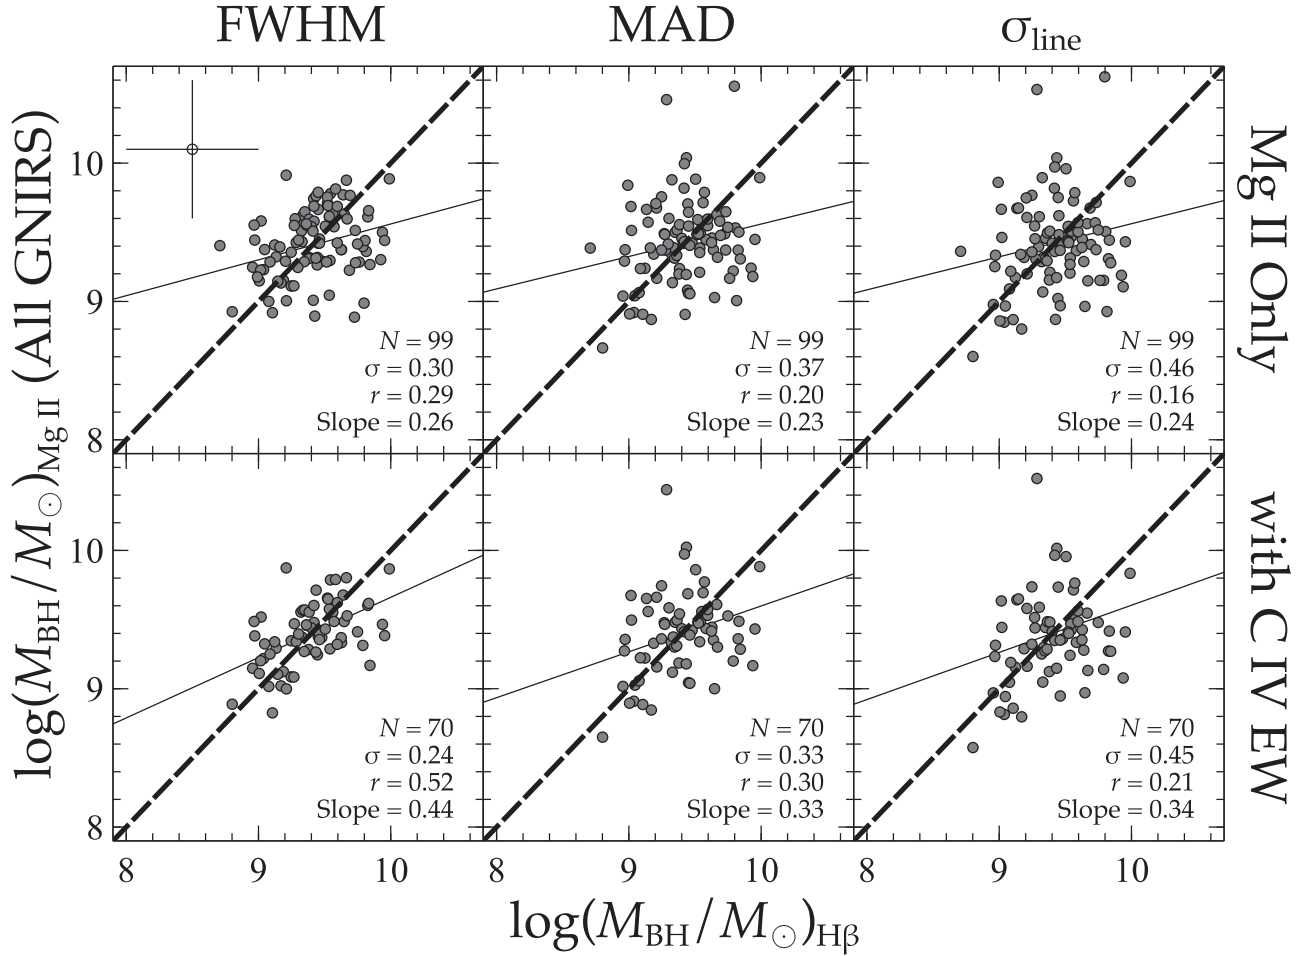 FWHM
MAD
σline
log(MBH/M⊙)Mg II (All GNIRS)
10
9
8
N = 99
σ = 0.30
r = 0.29
Slope = 0.26
N = 99
σ = 0.37
r = 0.20
Slope = 0.23
N = 99
σ = 0.46
r = 0.16
Slope = 0.24
Mg II Only
10
9
8
N = 70
σ = 0.24
r = 0.52
Slope = 0.44
N = 70
σ = 0.33
r = 0.30
Slope = 0.33
N = 70
σ = 0.45
r = 0.21
Slope = 0.34
with C IV EW
8 9 10 8 9 10 8 9 10
log(MBH/M⊙)Hβ